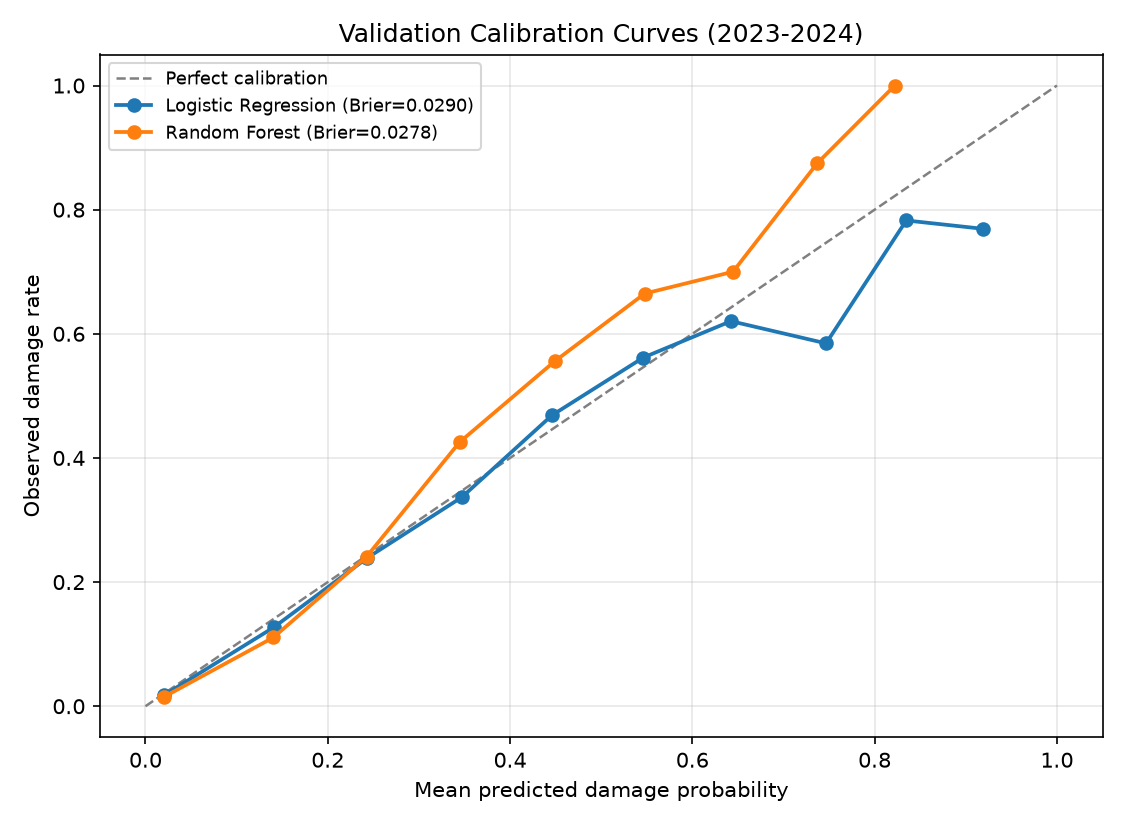 Validation Calibration Curves (2023-2024)
Perfect calibration
Logistic Regression (Brier=0.0290)
Random Forest (Brier=0.0278)
Observed damage rate
1.0
0.8
0.6
0.4
0.2
0.0
0.0 0.2 0.4 0.6 0.8 1.0
Mean predicted damage probability